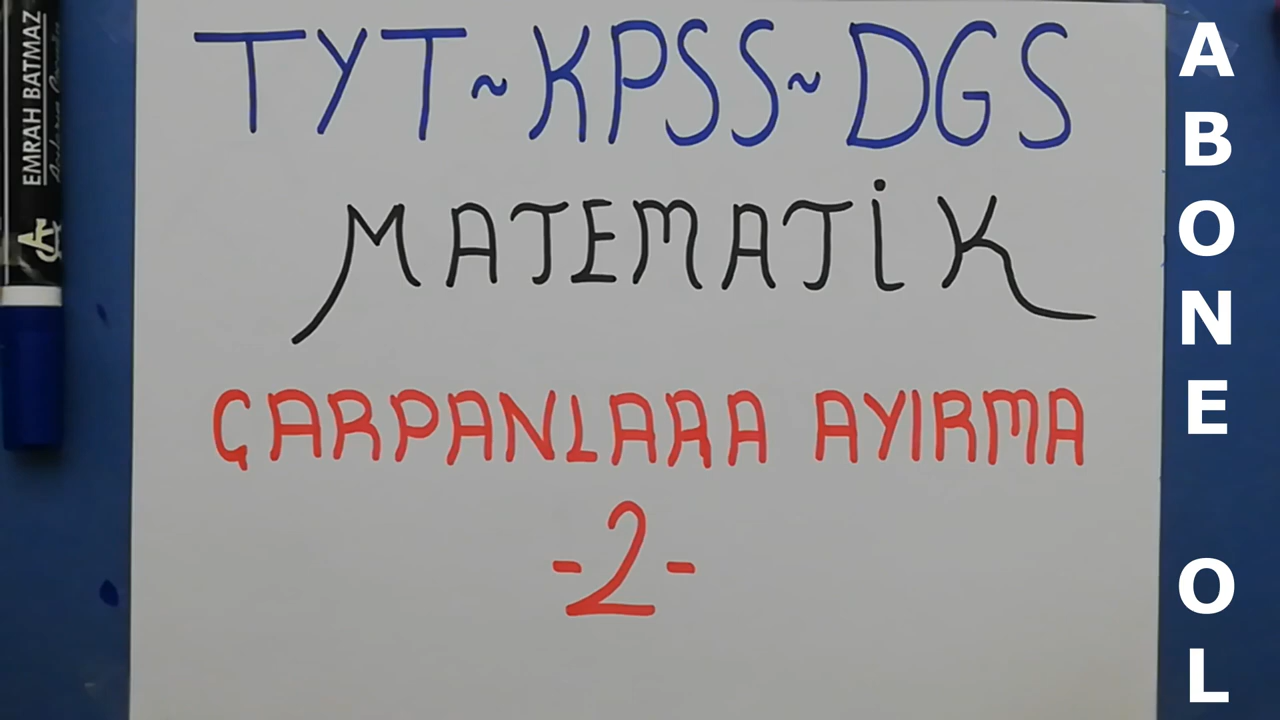 TYT~KPSS~DGS
MATEMATİK
ÇARPANLARA AYIRMA
-2-
EMRAH BATMAZ
ABONE OL